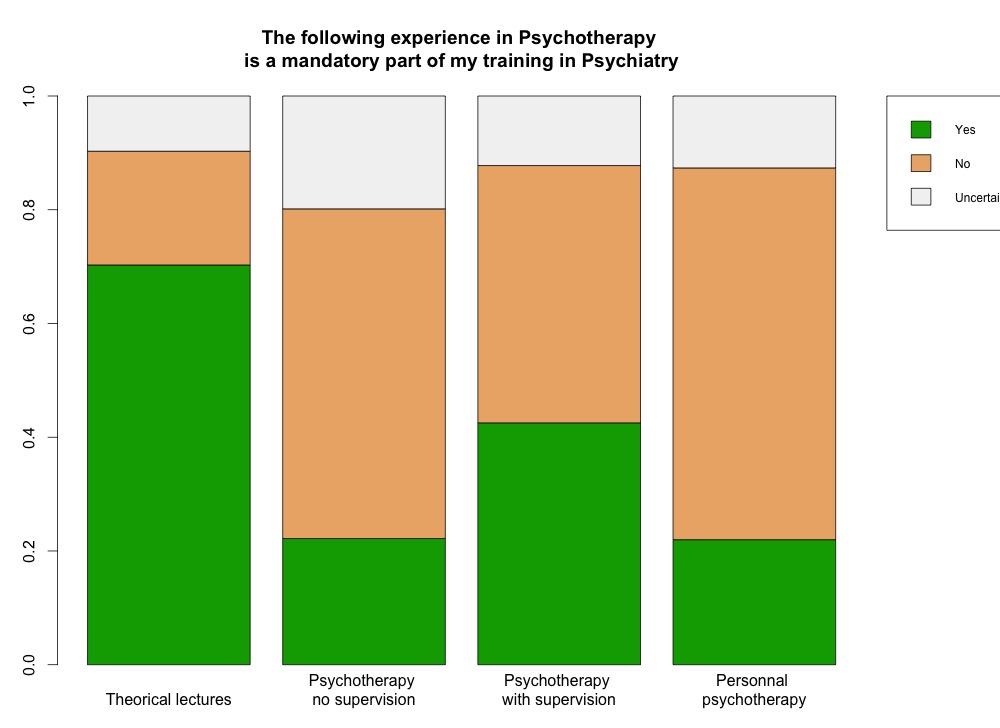 The following experience in Psychotherapy
is a mandatory part of my training in Psychiatry
1.0
0.8
0.6
0.4
0.2
0.0
Yes
No
Uncertai
Theorical lectures
Psychotherapy
no supervision
Psychotherapy
with supervision
Personnal
psychotherapy